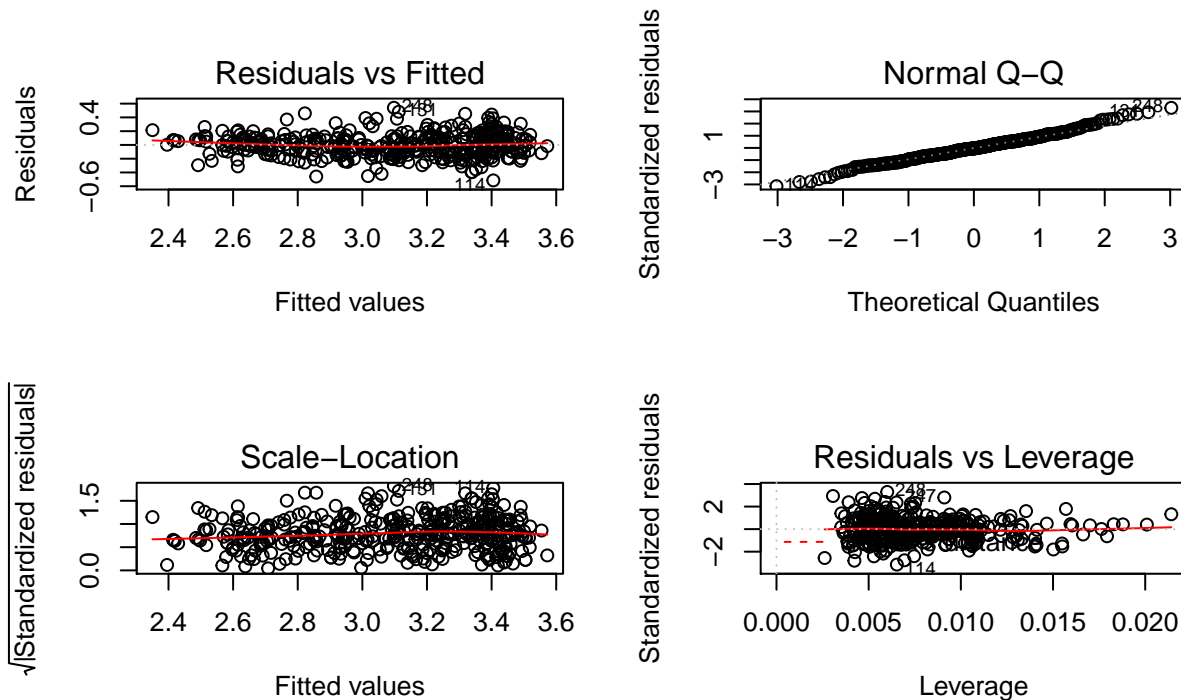 Residuals vs Fitted
Residuals
0.4
−0.6
248
131
114
2.4 2.6 2.8 3.0 3.2 3.4 3.6
Fitted values
Normal Q−Q
Standardized residuals
1
−3
248
114
−3 −2 −1 0 1 2 3
Theoretical Quantiles
Scale−Location
√|Standardized residuals|
1.5
0.0
248
131
114
2.4 2.6 2.8 3.0 3.2 3.4 3.6
Fitted values
Residuals vs Leverage
Standardized residuals
2
−2
248
114
0.000 0.005 0.010 0.015 0.020
Leverage